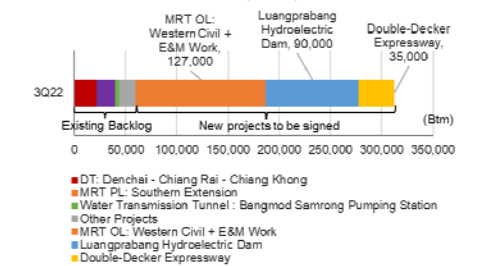 MRT OL:
Western Civil +
E&M Work,
127,000
Luangprabang
Hydroelectric
Dam, 90,000
Double-Decker
Expressway,
35,000
3Q22
(Btm)
Existing Backlog
New projects to be signed
0 50,000 100,000 150,000 200,000 250,000 300,000 350,000
DT: Denchai - Chiang Rai - Chiang Khong
MRT PL: Southern Extension
Water Transmission Tunnel : Bangmod Samrong Pumping Station
Other Projects
MRT OL: Western Civil + E&M Work
Luangprabang Hydroelectric Dam
Double-Decker Expressway